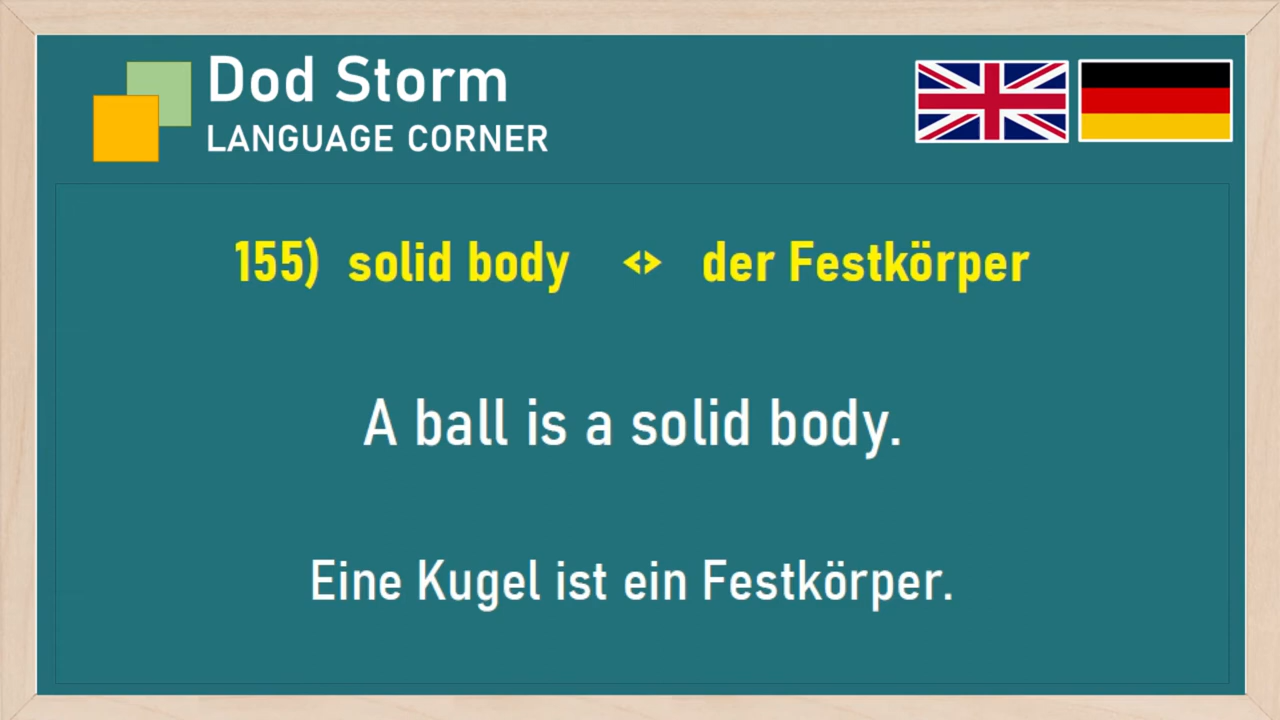 Dod Storm
LANGUAGE CORNER
155) solid body <> der Festkörper
A ball is a solid body.
Eine Kugel ist ein Festkörper.